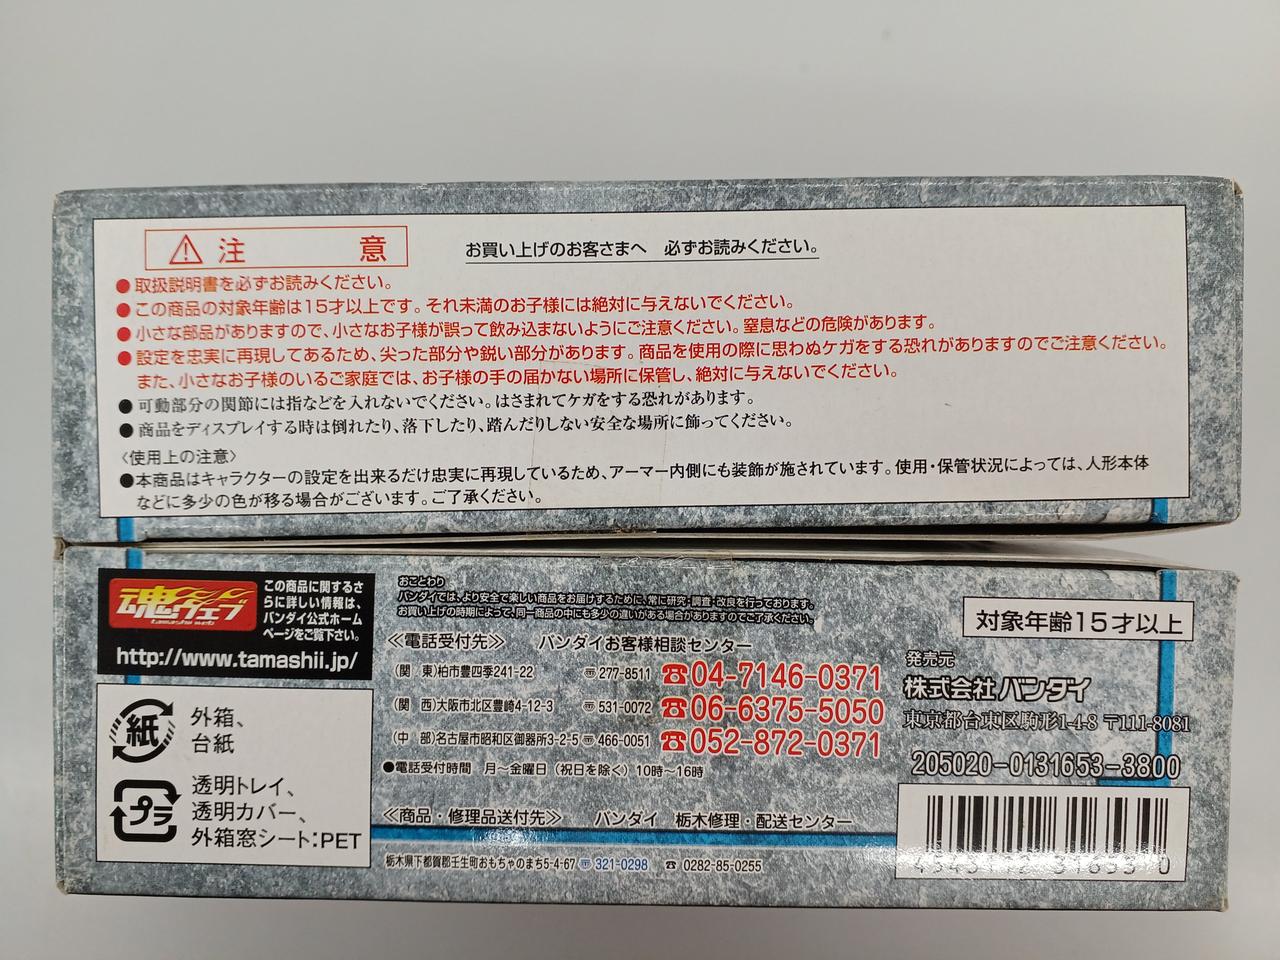 ⚠注 意
お買い上げのお客さまへ 必ずお読みください。
●取扱説明書を必ずお読みください。
●この商品の対象年齢は15才以上です。それ未満のお子様には絶対に与えないでください。
●小さな部品がありますので、小さなお子様が誤って飲み込まないようにご注意ください。窒息などの危険があります。
●設定を忠実に再現してあるため、尖った部分や鋭い部分があります。商品を使用の際に思わぬケガをする恐れがありますのでご注意ください。
また、小さなお子様のいるご家庭では、お子様の手の届かない場所に保管し、絶対に与えないでください。
●可動部分の関節には指などを入れないでください。はさまれてケガをする恐れがあります。
●商品をディスプレイする時は倒れたり、落下したり、踏んだりしない安全な場所に飾ってください。
〈使用上の注意〉
●本商品はキャラクターの設定を出来るだけ忠実に再現しているため、アーマー内側にも装飾が施されています。使用・保管状況によっては、人形本体
などに多少の色が移る場合がございます。ご了承ください。
魂ウェブ
tamashii web
この商品に関するさ
らに詳しい情報は、
バンダイ公式ホーム
ページをご覧下さい。
http://www.tamashii.jp/
紙
外箱、
台紙
プラ
透明トレイ、
透明カバー、
外箱窓シート:PET
おことわり
バンダイでは、より安全で楽しい商品をお届けするために、常に研究・調査・改良を行っております。
お買い上げの時期によって、同一商品の中にも多少の違いがある場合がありますのでご了承ください。
≪電話受付先≫ バンダイお客様相談センター
(関 東)柏市豊四季241-22 〒277-8511 ☎04-7146-0371
(関 西)大阪市北区豊崎4-12-3 〒531-0072 ☎06-6375-5050
(中 部)名古屋市昭和区御器所3-2-5 〒466-0051 ☎052-872-0371
●電話受付時間 月〜金曜日(祝日を除く)10時〜16時
≪商品・修理品送付先≫ バンダイ 栃木修理・配送センター
栃木県下都賀郡壬生町おもちゃのまち5-4-67 〒321-0298 ☎0282-85-0255
対象年齢15才以上
発売元
株式会社 バンダイ
東京都台東区駒形1-4-8 〒111-8081
205020-0131653-3800